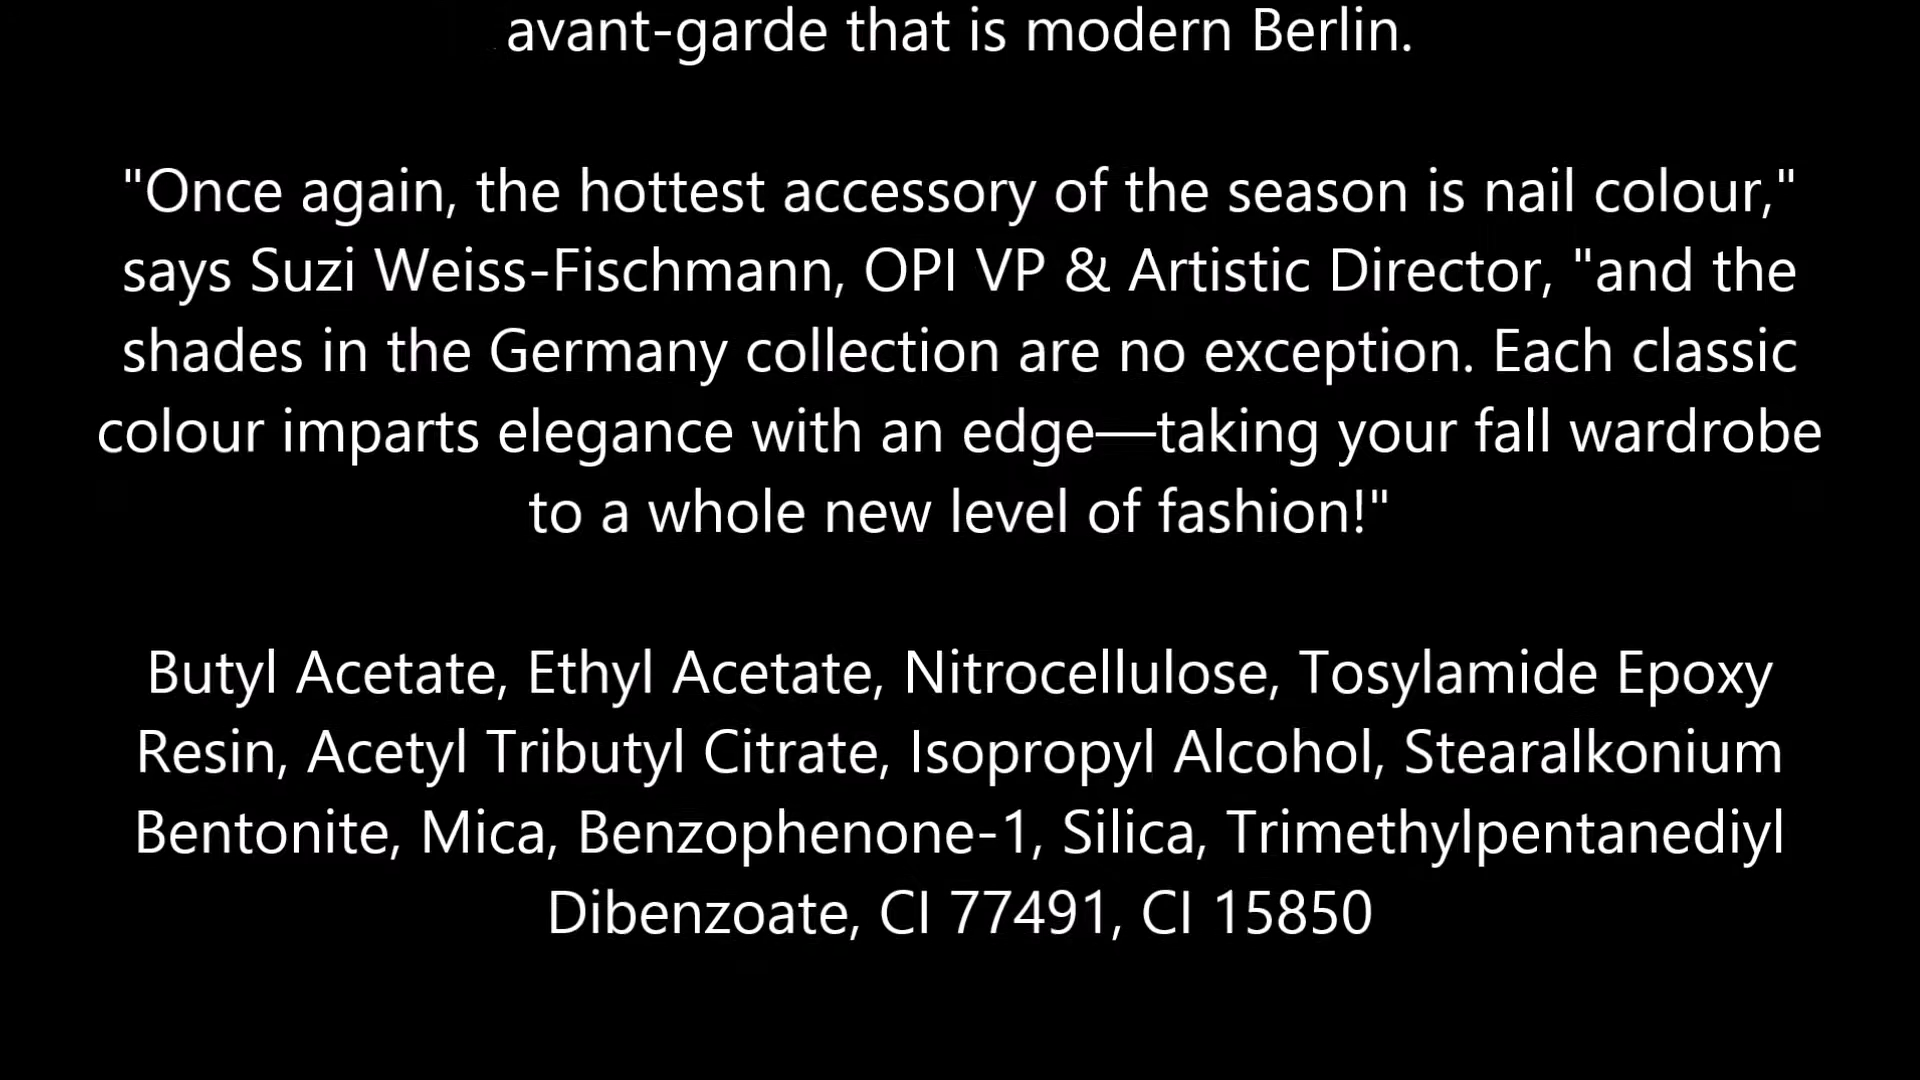 avant-garde that is modern Berlin.
"Once again, the hottest accessory of the season is nail colour,"
says Suzi Weiss-Fischmann, OPI VP & Artistic Director, "and the
shades in the Germany collection are no exception. Each classic
colour imparts elegance with an edge—taking your fall wardrobe
to a whole new level of fashion!"
Butyl Acetate, Ethyl Acetate, Nitrocellulose, Tosylamide Epoxy
Resin, Acetyl Tributyl Citrate, Isopropyl Alcohol, Stearalkonium
Bentonite, Mica, Benzophenone-1, Silica, Trimethylpentanediyl
Dibenzoate, CI 77491, CI 15850